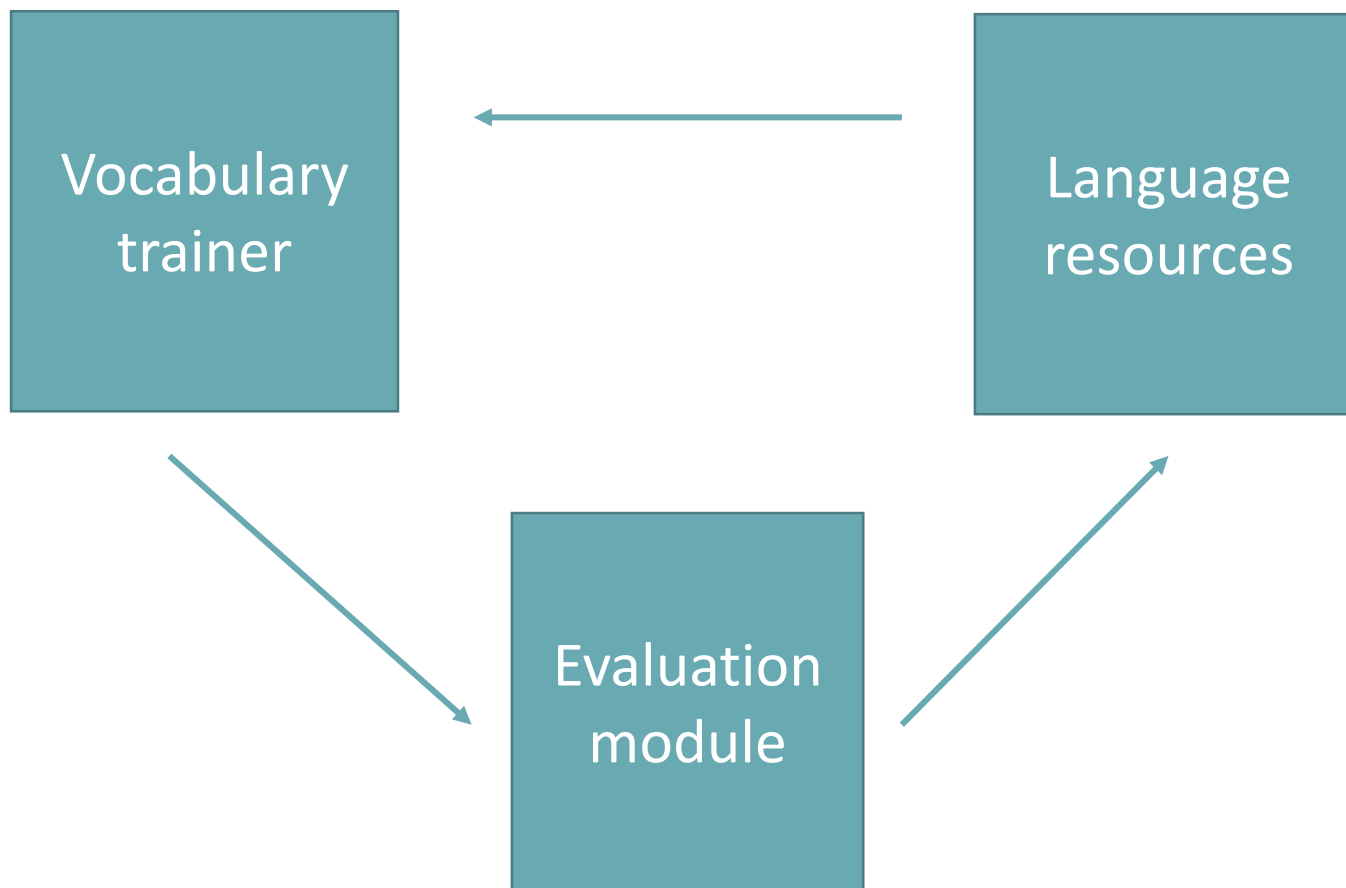 Vocabulary
trainer
Language
resources
Evaluation
module